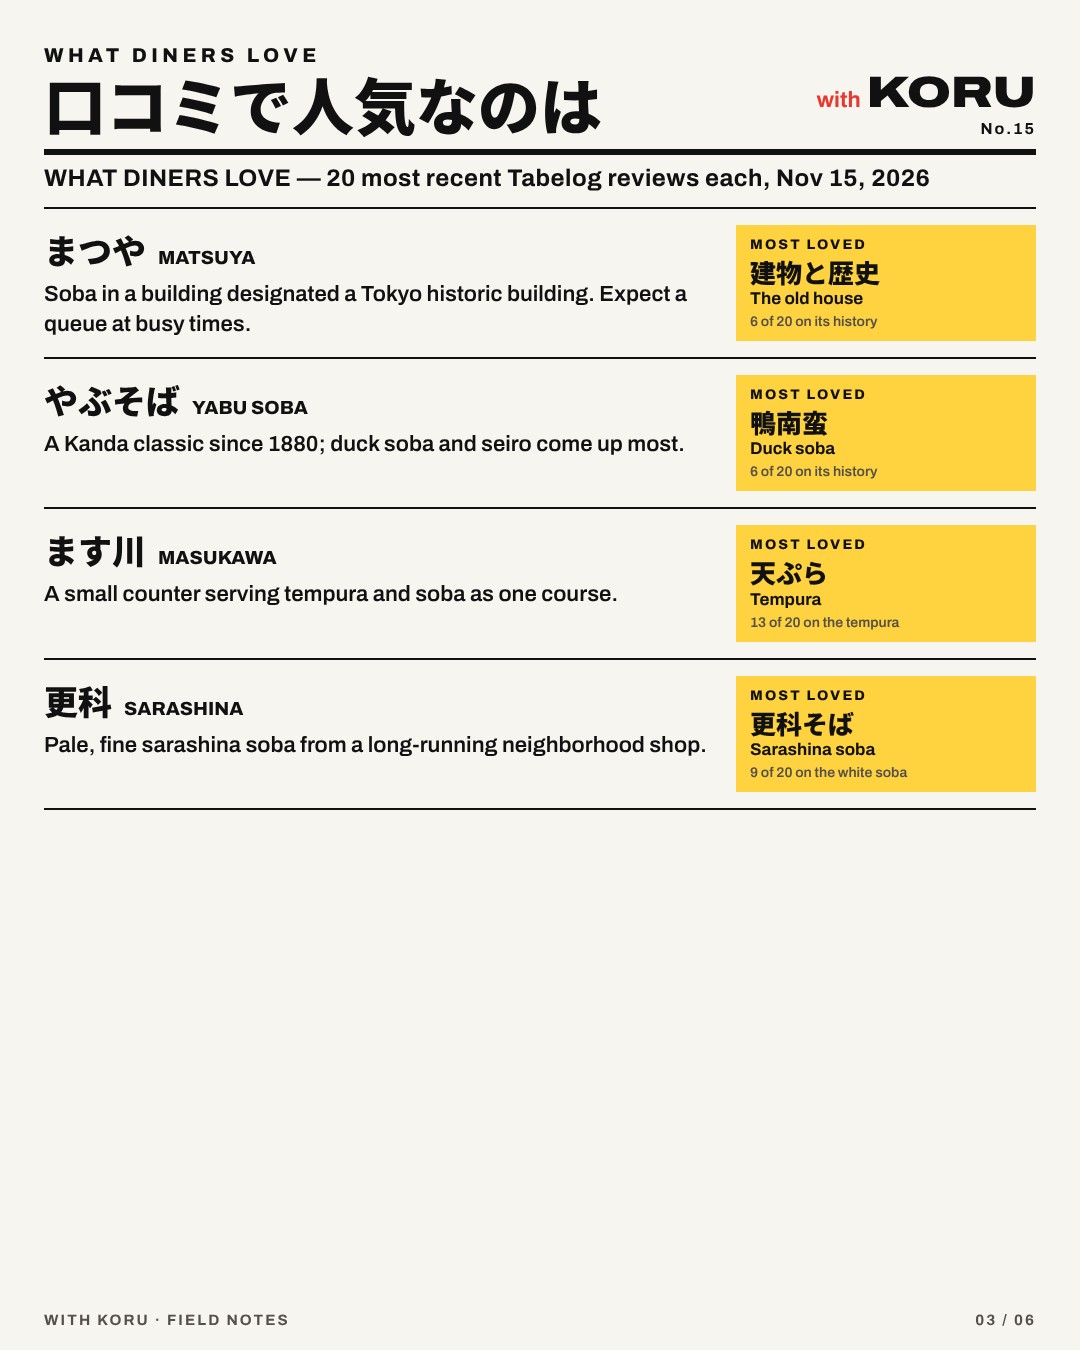 WHAT DINERS LOVE
口コミで人気なのは
with KORU
No.15
WHAT DINERS LOVE — 20 most recent Tabelog reviews each, Nov 15, 2026
まつや MATSUYA
Soba in a building designated a Tokyo historic building. Expect a
queue at busy times.
MOST LOVED
建物と歴史
The old house
6 of 20 on its history
やぶそば YABU SOBA
A Kanda classic since 1880; duck soba and seiro come up most.
MOST LOVED
鴨南蛮
Duck soba
6 of 20 on its history
ます川 MASUKAWA
A small counter serving tempura and soba as one course.
MOST LOVED
天ぷら
Tempura
13 of 20 on the tempura
更科 SARASHINA
Pale, fine sarashina soba from a long-running neighborhood shop.
MOST LOVED
更科そば
Sarashina soba
9 of 20 on the white soba
WITH KORU · FIELD NOTES
03 / 06